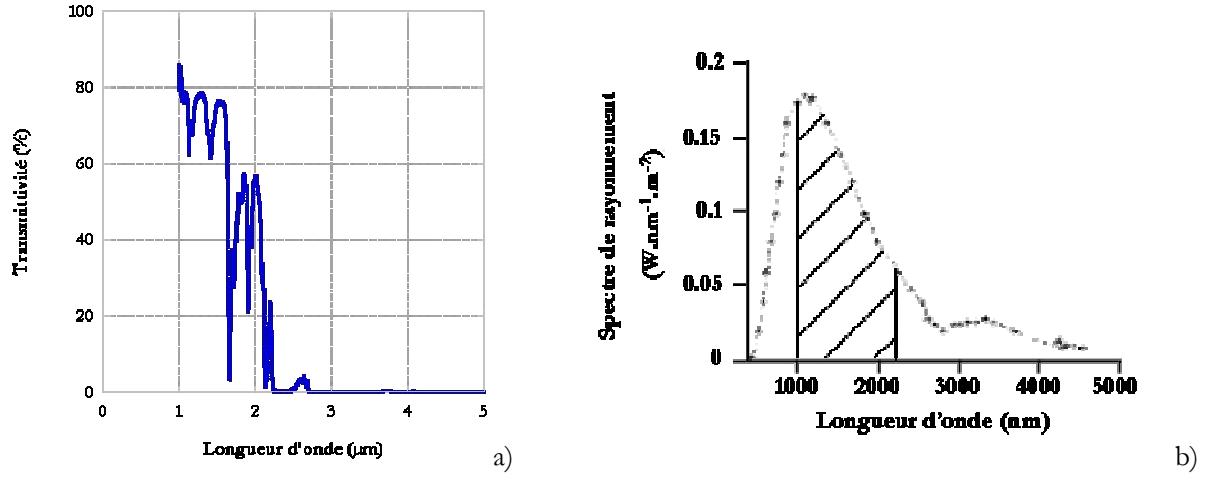 100
80
60
40
20
0
0 1 2 3 4 5
Transmittivité (%)
Longueur d'onde (µm)
a)
0.2
0.15
0.1
0.05
0
1000 2000 3000 4000 5000
Spectre de rayonnement
(W.nm⁻¹.m⁻²)
Longueur d'onde (nm)
b)